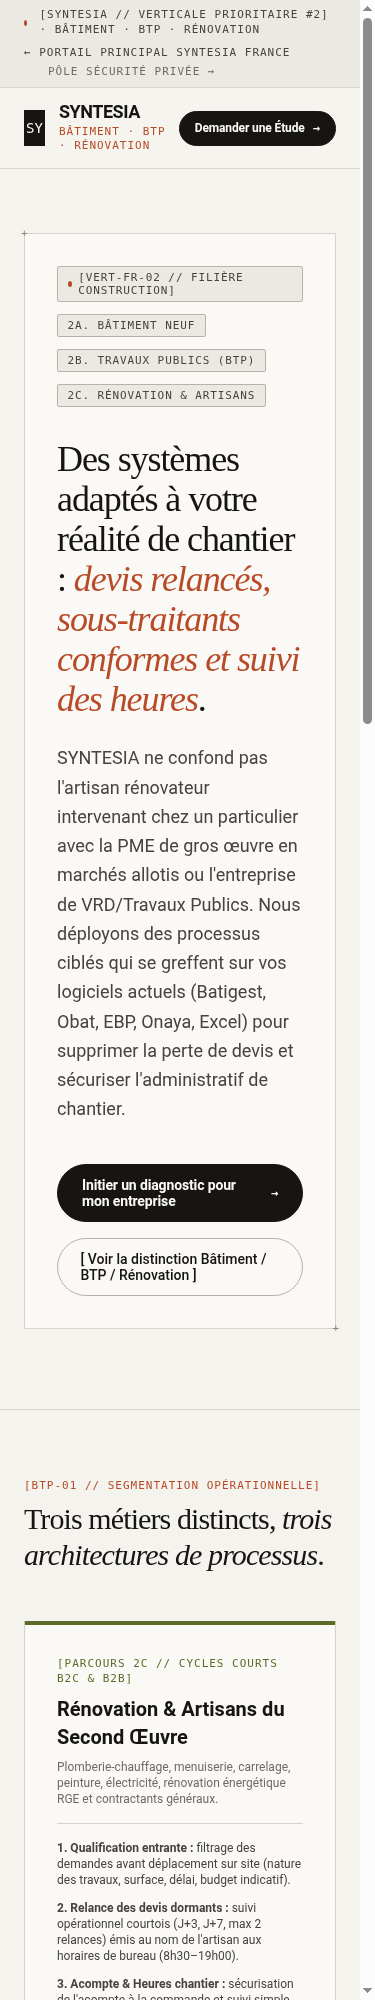 [SYNTESIA // VERTICALE PRIORITAIRE #2]
· BÂTIMENT · BTP · RÉNOVATION
← PORTAIL PRINCIPAL SYNTESIA FRANCE
PÔLE SÉCURITÉ PRIVÉE →
SY
SYNTESIA
BÂTIMENT · BTP
· RÉNOVATION
Demander une Étude →
[VERT-FR-02 // FILIÈRE
CONSTRUCTION]
2A. BÂTIMENT NEUF
2B. TRAVAUX PUBLICS (BTP)
2C. RÉNOVATION & ARTISANS
Des systèmes
adaptés à votre
réalité de chantier
: devis relancés,
sous-traitants
conformes et suivi
des heures.
SYNTESIA ne confond pas
l'artisan rénovateur
intervenant chez un particulier
avec la PME de gros œuvre en
marchés allotis ou l'entreprise
de VRD/Travaux Publics. Nous
déployons des processus
ciblés qui se greffent sur vos
logiciels actuels (Batigest,
Obat, EBP, Onaya, Excel) pour
supprimer la perte de devis et
sécuriser l'administratif de
chantier.
Initier un diagnostic pour
mon entreprise →
[ Voir la distinction Bâtiment /
BTP / Rénovation ]
[BTP-01 // SEGMENTATION OPÉRATIONNELLE]
Trois métiers distincts, trois
architectures de processus.
[PARCOURS 2C // CYCLES COURTS
B2C & B2B]
Rénovation & Artisans du
Second Œuvre
Plomberie-chauffage, menuiserie, carrelage,
peinture, électricité, rénovation énergétique
RGE et contractants généraux.
1. Qualification entrante : filtrage des
demandes avant déplacement sur site (nature
des travaux, surface, délai, budget indicatif).
2. Relance des devis dormants : suivi
opérationnel courtois (J+3, J+7, max 2
relances) émis au nom de l'artisan aux
horaires de bureau (8h30–19h00).
3. Acompte & Heures chantier : sécurisation
de l'acompte à la commande et suivi simple